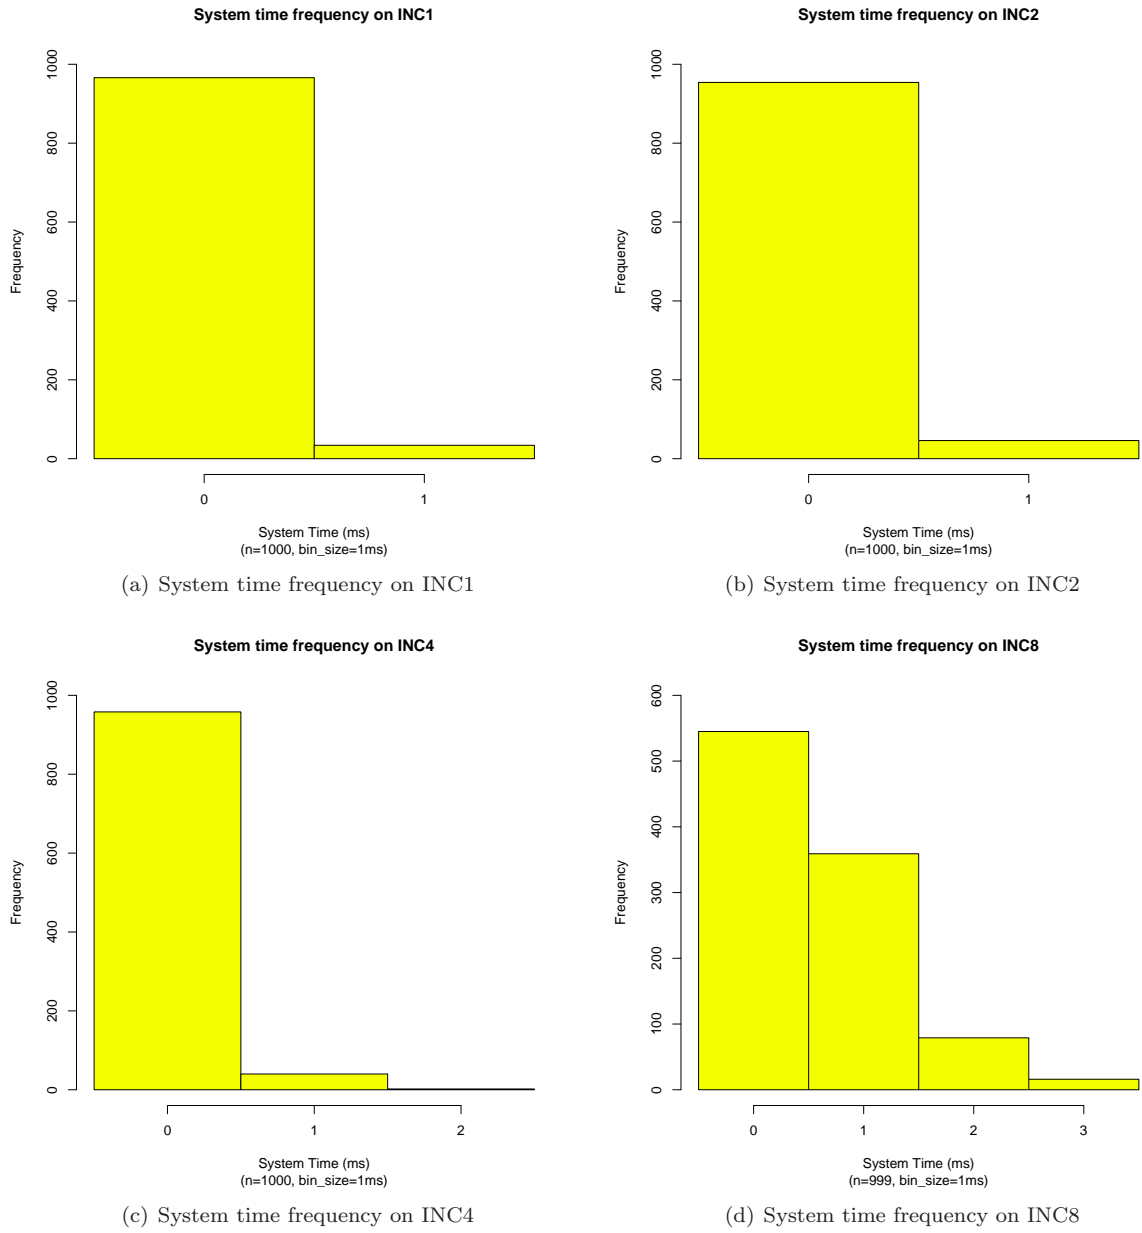 System time frequency on INC1
1000
800
600
400
200
0
Frequency
0 1
System Time (ms)
(n=1000, bin_size=1ms)
(a) System time frequency on INC1
System time frequency on INC2
1000
800
600
400
200
0
Frequency
0 1
System Time (ms)
(n=1000, bin_size=1ms)
(b) System time frequency on INC2
System time frequency on INC4
1000
800
600
400
200
0
Frequency
0 1 2
System Time (ms)
(n=1000, bin_size=1ms)
(c) System time frequency on INC4
System time frequency on INC8
600
500
400
300
200
100
0
Frequency
0 1 2 3
System Time (ms)
(n=999, bin_size=1ms)
(d) System time frequency on INC8